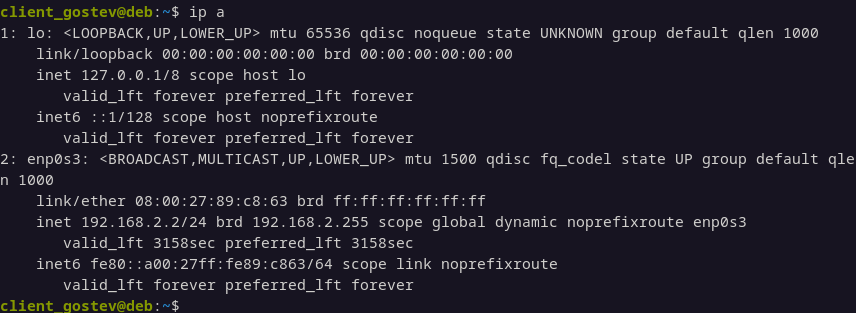 client_gostev@deb:~$ ip a
1: lo: <LOOPBACK,UP,LOWER_UP> mtu 65536 qdisc noqueue state UNKNOWN group default qlen 1000
    link/loopback 00:00:00:00:00:00 brd 00:00:00:00:00:00
    inet 127.0.0.1/8 scope host lo
       valid_lft forever preferred_lft forever
    inet6 ::1/128 scope host noprefixroute
       valid_lft forever preferred_lft forever
2: enp0s3: <BROADCAST,MULTICAST,UP,LOWER_UP> mtu 1500 qdisc fq_codel state UP group default qle
n 1000
    link/ether 08:00:27:89:c8:63 brd ff:ff:ff:ff:ff:ff
    inet 192.168.2.2/24 brd 192.168.2.255 scope global dynamic noprefixroute enp0s3
       valid_lft 3158sec preferred_lft 3158sec
    inet6 fe80::a00:27ff:fe89:c863/64 scope link noprefixroute
       valid_lft forever preferred_lft forever
client_gostev@deb:~$